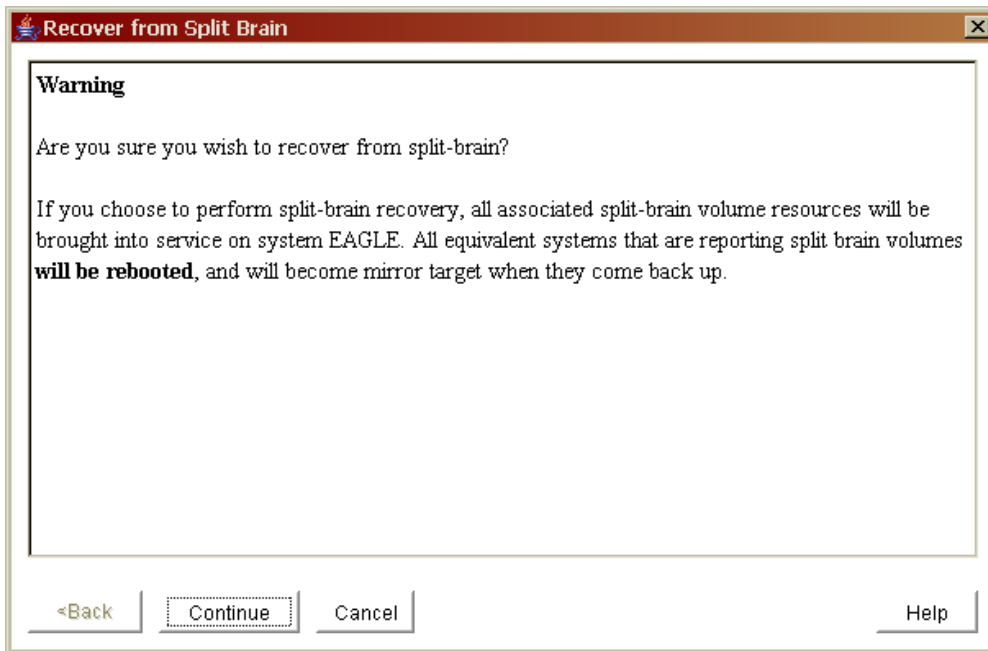 Recover from Split Brain
Warning
Are you sure you wish to recover from split-brain?
If you choose to perform split-brain recovery, all associated split-brain volume resources will be
brought into service on system EAGLE. All equivalent systems that are reporting split brain volumes
will be rebooted, and will become mirror target when they come back up.
<Back Continue Cancel Help